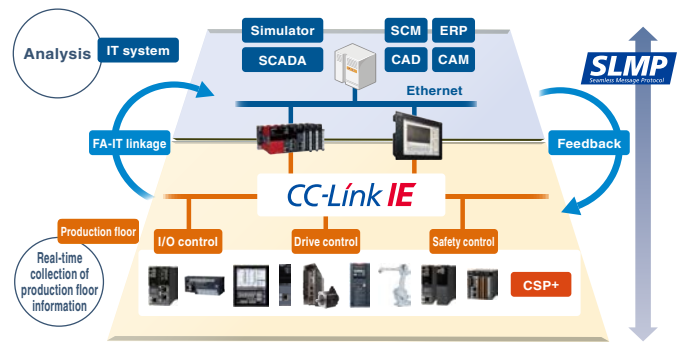 Analysis
IT system
Simulator
SCADA
SCM
ERP
CAD
CAM
Ethernet
SLMP
Seamless Message Protocol
FA-IT linkage
Feedback
CC-Link IE
Production floor
I/O control
Drive control
Safety control
Real-time
collection of
production floor
information
CSP+